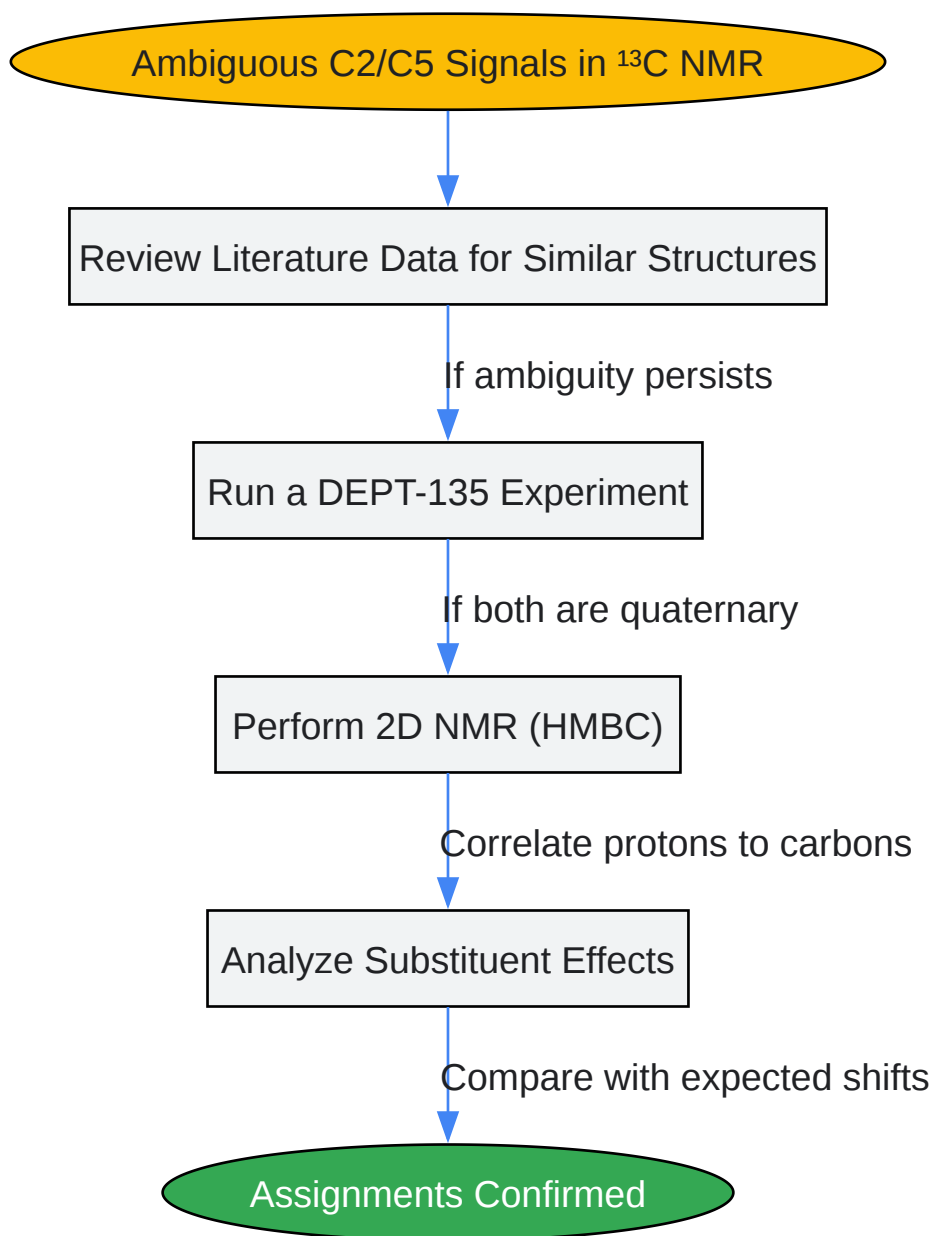 Ambiguous C2/C5 Signals in ¹³C NMR
Review Literature Data for Similar Structures
If ambiguity persists
Run a DEPT-135 Experiment
If both are quaternary
Perform 2D NMR (HMBC)
Correlate protons to carbons
Analyze Substituent Effects
Compare with expected shifts
Assignments Confirmed